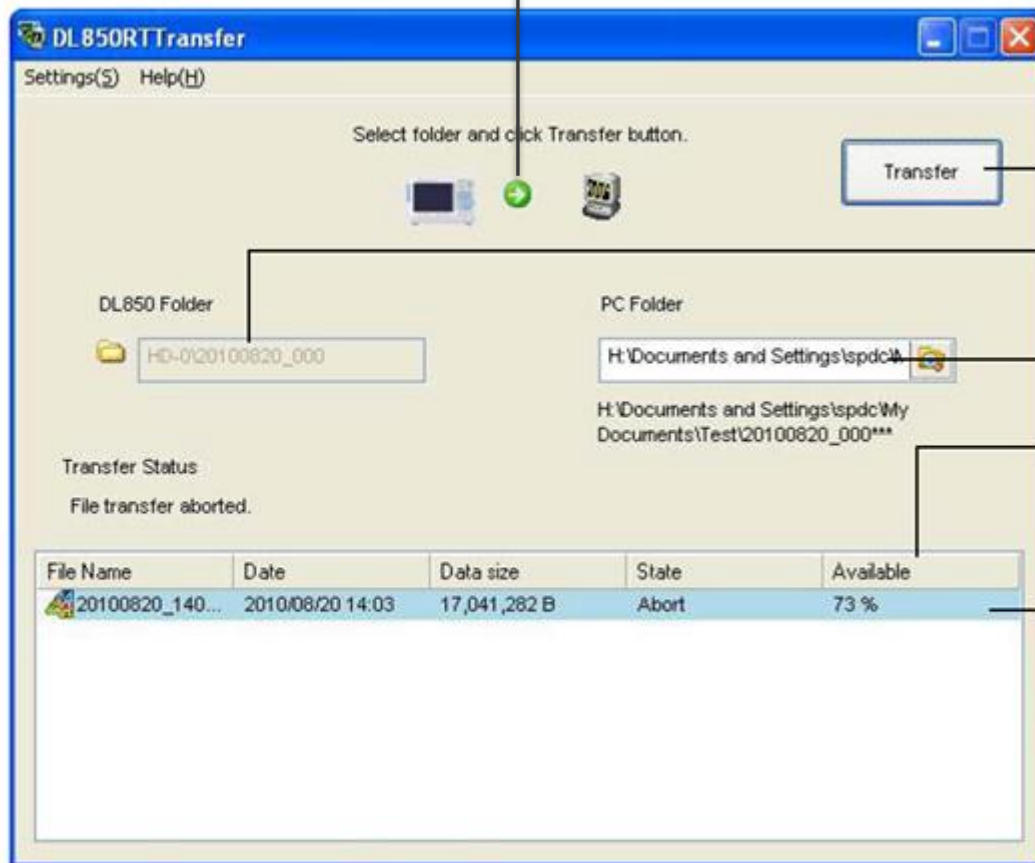 DL850RTTransfer
Settings(S) Help(H)
Select folder and click Transfer button.
Transfer
DL850 Folder
PC Folder
HD-0\20100820_000
H:\Documents and Settings\spdc\M
H:\Documents and Settings\spdc\My
Documents\Test\20100820_000***
Transfer Status
File transfer aborted.
File Name Date Data size State Available
20100820_140... 2010/08/20 14:03 17,041,282 B Abort 73 %